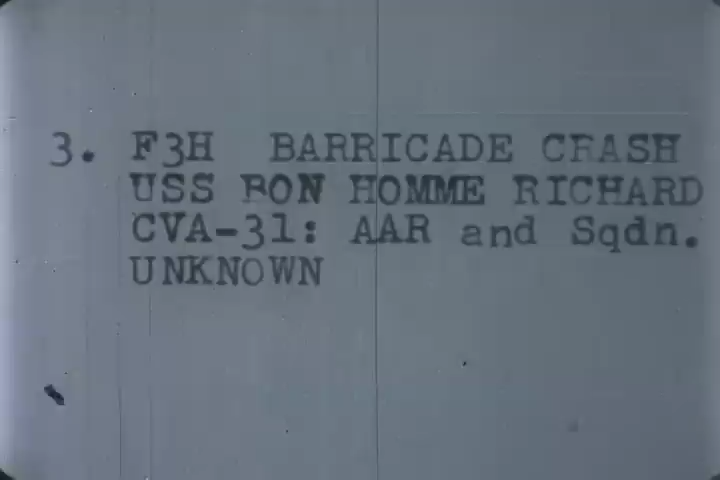 3. F3H BARRICADE CRASH
USS BON HOMME RICHARD
CVA-31: AAR and Sqdn.
UNKNOWN